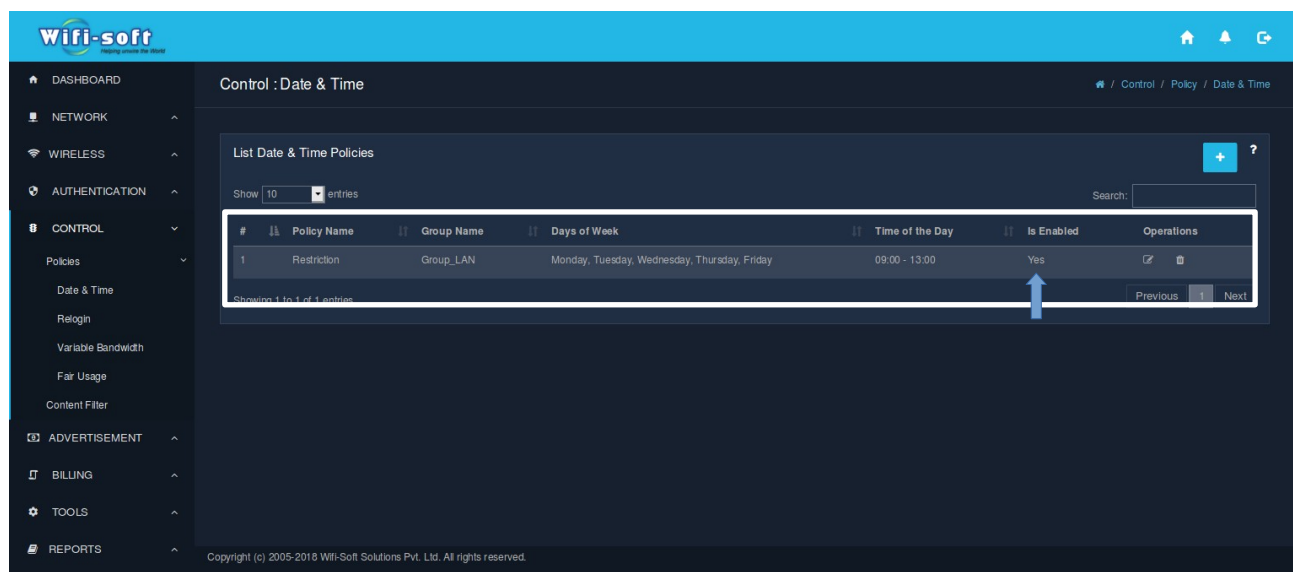 Wifi-soft
Helping unwire the World
DASHBOARD
NETWORK
WIRELESS
AUTHENTICATION
CONTROL
Policies
Date & Time
Relogin
Variable Bandwidth
Fair Usage
Content Filter
ADVERTISEMENT
BILLING
TOOLS
REPORTS
Control : Date & Time
/ Control / Policy / Date & Time
List Date & Time Policies
+ ?
Show 10 entries
Search:
# Policy Name Group Name Days of Week Time of the Day Is Enabled Operations
1 Restriction Group_LAN Monday, Tuesday, Wednesday, Thursday, Friday 09:00 - 13:00 Yes
Showing 1 to 1 of 1 entries
Previous 1 Next
Copyright (c) 2005-2018 Wifi-Soft Solutions Pvt. Ltd. All rights reserved.